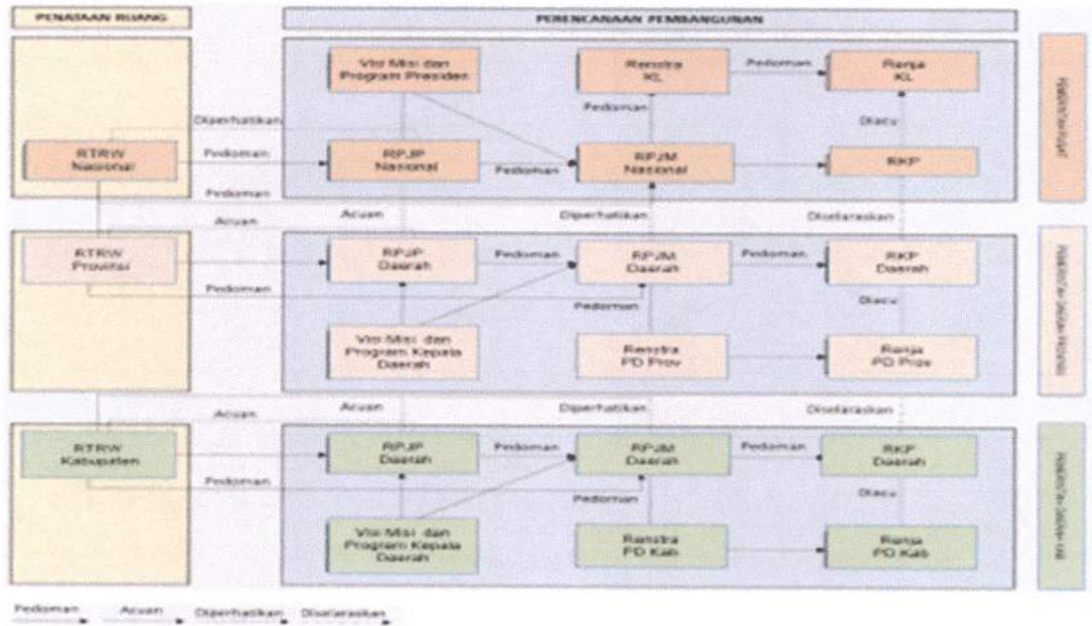 PENATAAN RUANG
PERENCANAAN PEMBANGUNAN
Visi Misi dan
Program Presiden
Renstra
KL
Pedoman
Renja
KL
Pedoman
Diacu
Diperhatikan
RTRW
Nasional
Pedoman
RPJP
Nasional
Pedoman
RPJM
Nasional
RKP
Pedoman
Acuan
Acuan
Diperhatikan
Diselaraskan
RTRW
Provinsi
RPJP
Daerah
Pedoman
RPJM
Daerah
Pedoman
RKP
Daerah
Pedoman
Pedoman
Diacu
Visi Misi dan
Program Kepala
Daerah
Renstra
PD Prov
Renja
PD Prov
Acuan
Acuan
Diperhatikan
Diselaraskan
RTRW
Kabupaten
RPJP
Daerah
Pedoman
RPJM
Daerah
Pedoman
RKP
Daerah
Pedoman
Pedoman
Diacu
Visi Misi dan
Program Kepala
Daerah
Renstra
PD Kab
Renja
PD Kab
Pedoman
Acuan
Diperhatikan
Diselaraskan